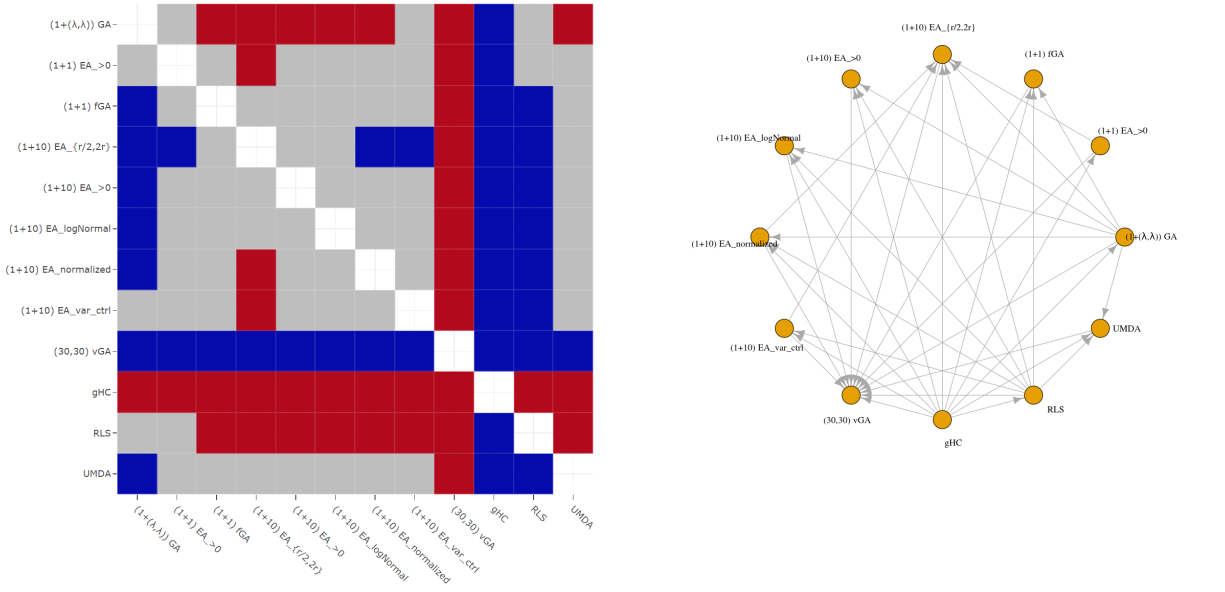 (1+(λ,λ)) GA
(1+1) EA_>0
(1+1) fGA
(1+10) EA_{r/2,2r}
(1+10) EA_>0
(1+10) EA_logNormal
(1+10) EA_normalized
(1+10) EA_var_ctrl
(30,30) vGA
gHC
RLS
UMDA
(1+(λ,λ)) GA
(1+1) EA_>0
(1+1) fGA
(1+10) EA_{r/2,2r}
(1+10) EA_>0
(1+10) EA_logNormal
(1+10) EA_normalized
(1+10) EA_var_ctrl
(30,30) vGA
gHC
RLS
UMDA
(1+10) EA_{r/2,2r}
(1+1) fGA
(1+10) EA_>0
(1+1) EA_>0
(1+10) EA_logNormal
(1+(λ,λ)) GA
(1+10) EA_normalized
UMDA
(1+10) EA_var_ctrl
RLS
(30,30) vGA
gHC